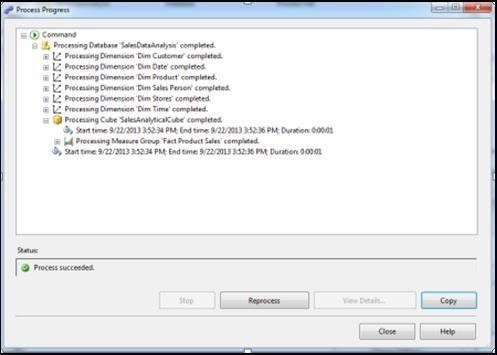 Process Progress
Command
Processing Database 'SalesDataAnalysis' completed.
Processing Dimension 'Dim Customer' completed.
Processing Dimension 'Dim Date' completed.
Processing Dimension 'Dim Product' completed.
Processing Dimension 'Dim Sales Person' completed.
Processing Dimension 'Dim Stores' completed.
Processing Dimension 'Dim Time' completed.
Processing Cube 'SalesAnalyticalCube' completed.
Start time: 9/22/2013 3:52:34 PM; End time: 9/22/2013 3:52:36 PM; Duration: 0:00:01
Processing Measure Group 'Fact Product Sales' completed.
Start time: 9/22/2013 3:52:34 PM; End time: 9/22/2013 3:52:36 PM; Duration: 0:00:01
Status:
Process succeeded.
Stop Reprocess View Details... Copy
Close Help